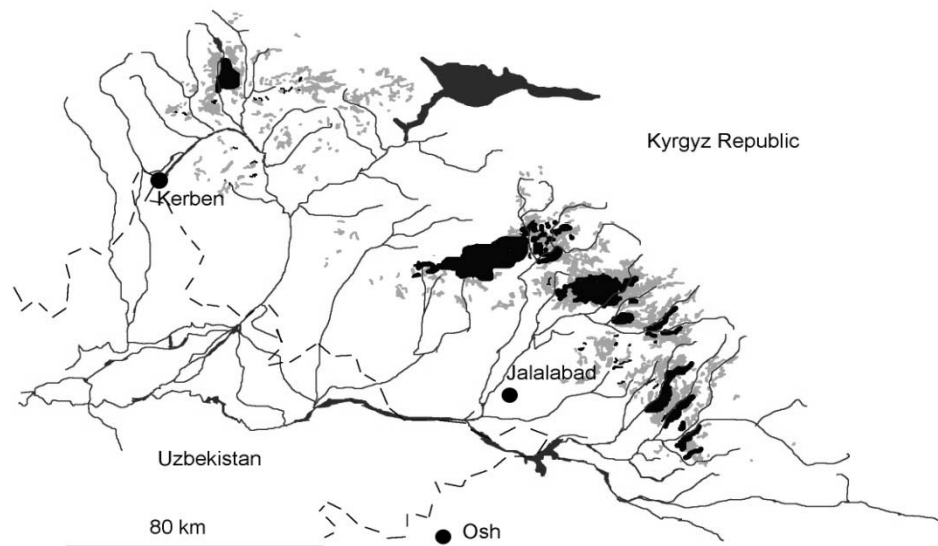 Kyrgyz Republic
Kerben
Jalalabad
Uzbekistan
80 km
Osh